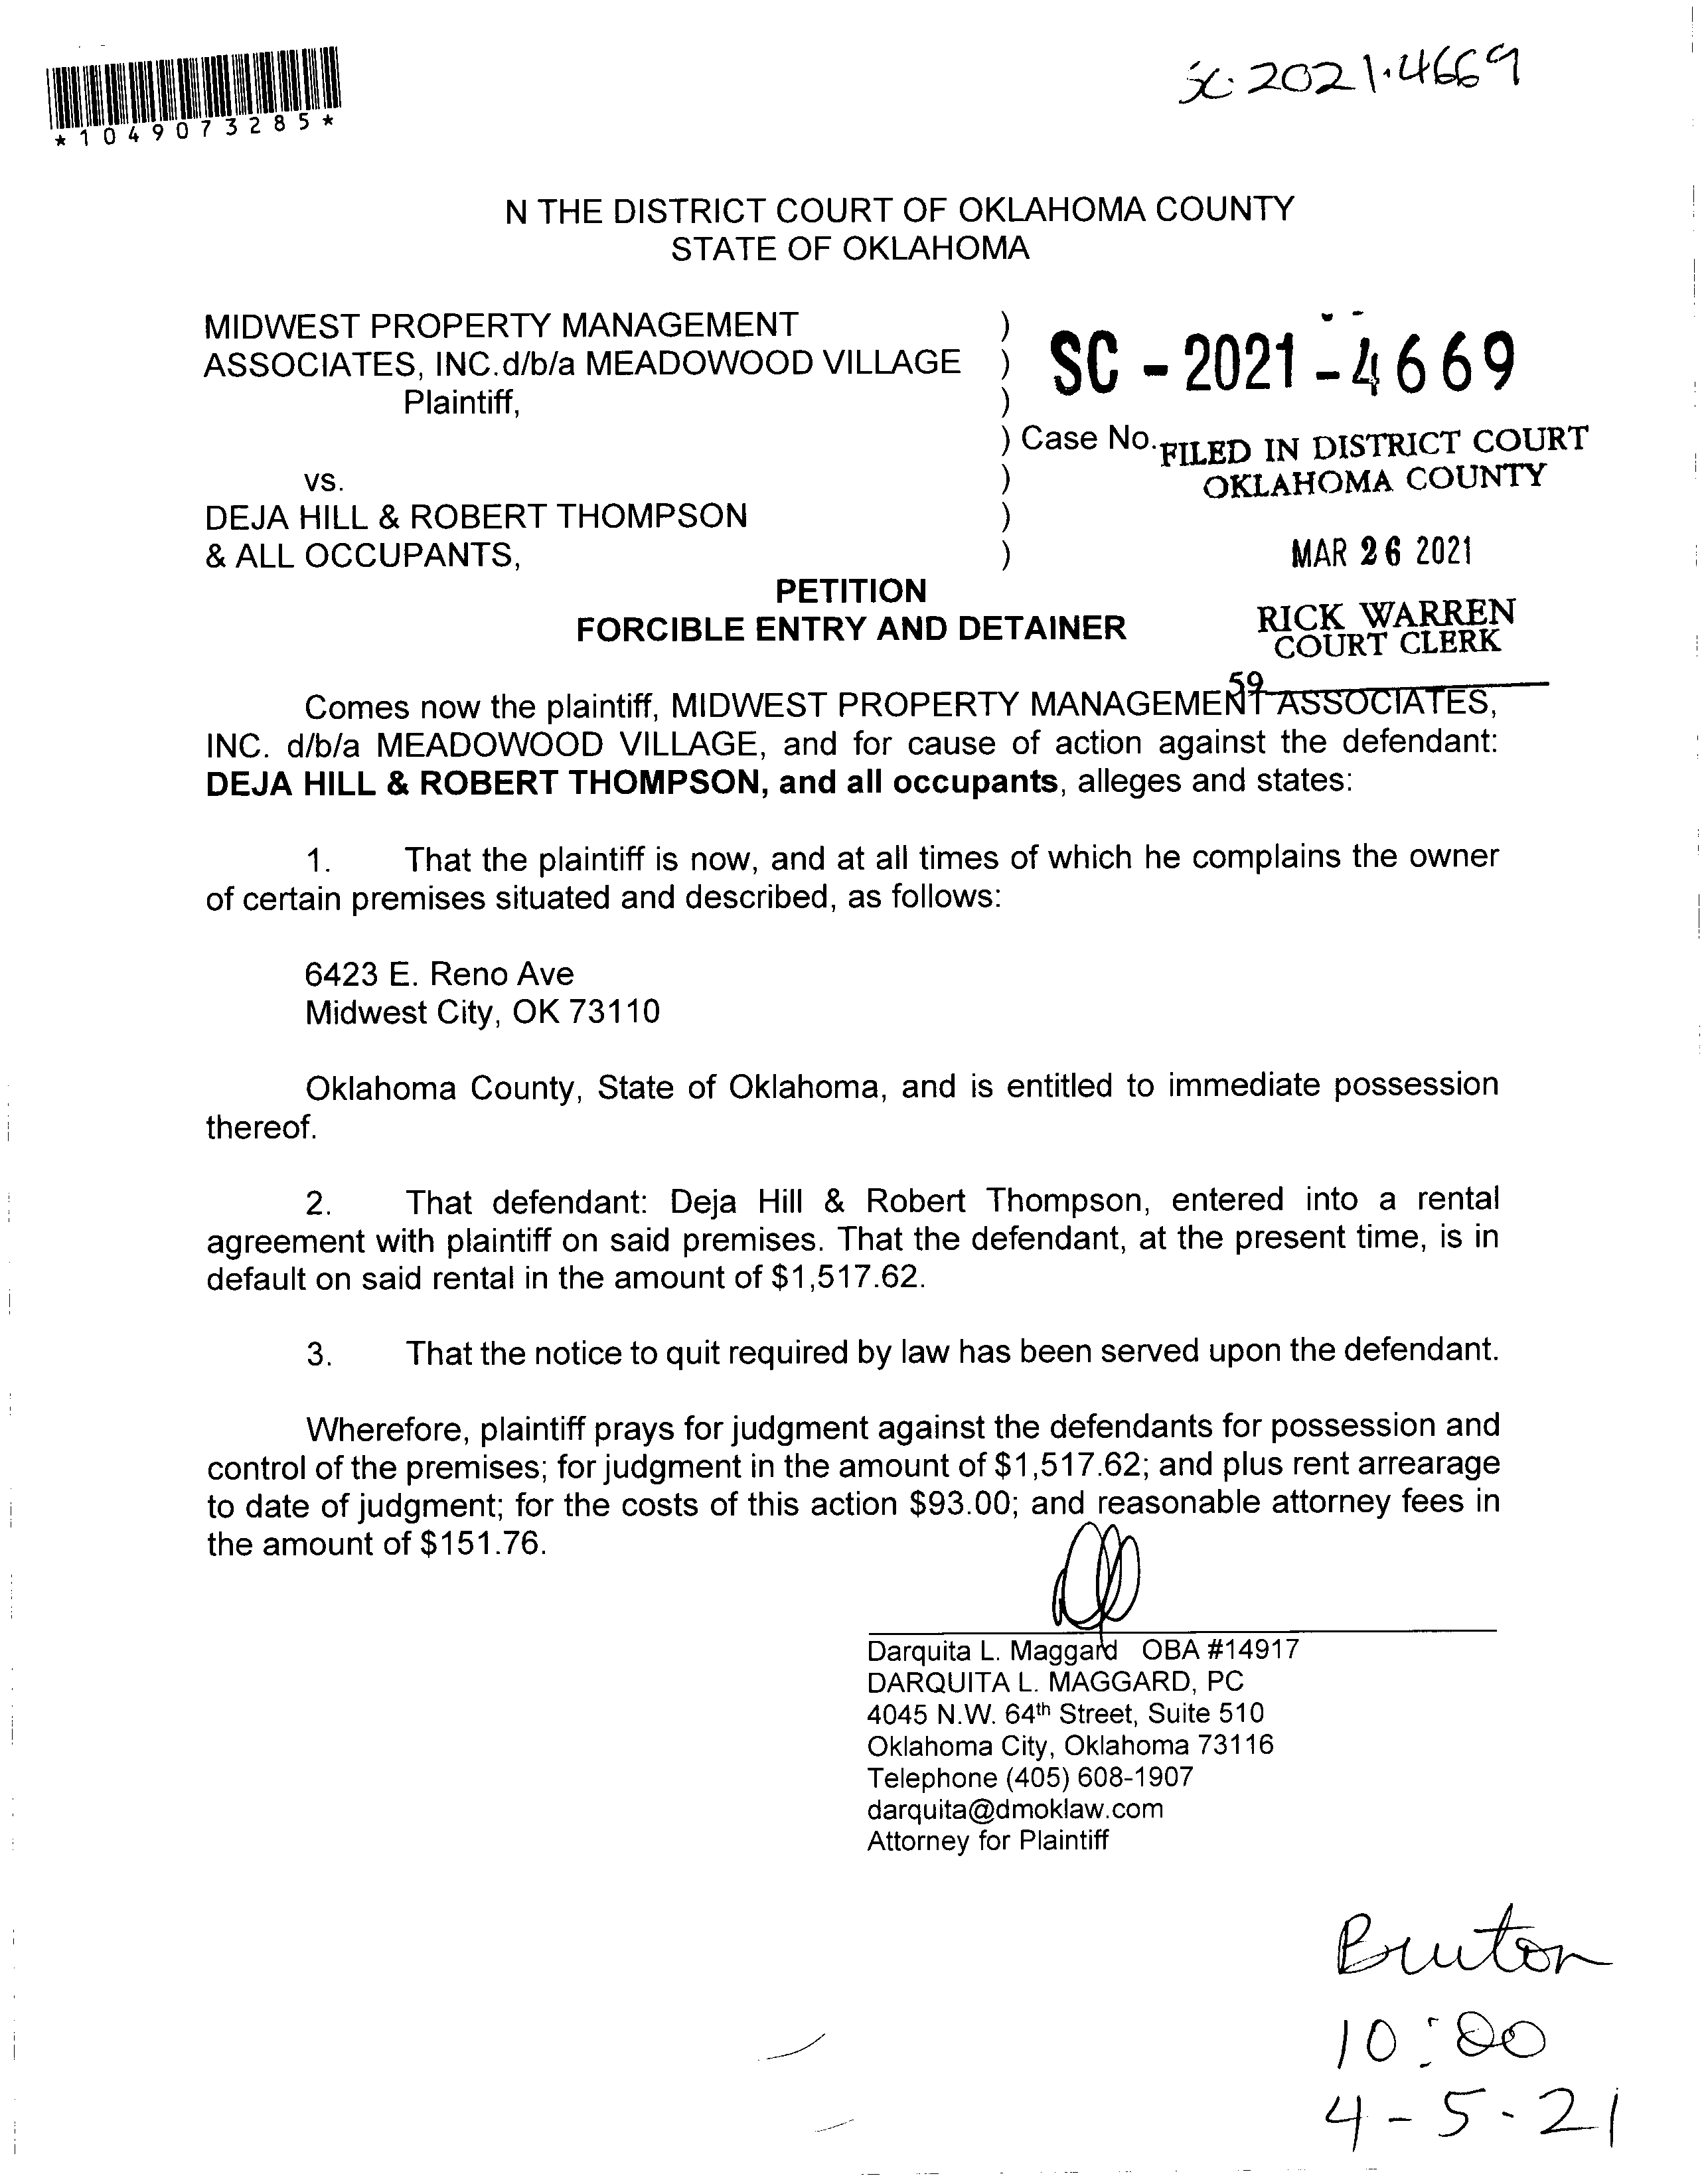 *1049073285*
SC-2021-4669
N THE DISTRICT COURT OF OKLAHOMA COUNTY
STATE OF OKLAHOMA
MIDWEST PROPERTY MANAGEMENT )
ASSOCIATES, INC.d/b/a MEADOWOOD VILLAGE ) SC - 2021 - 4669
Plaintiff, )
) Case No. FILED IN DISTRICT COURT
OKLAHOMA COUNTY
vs. )
DEJA HILL & ROBERT THOMPSON )
& ALL OCCUPANTS, ) MAR 26 2021
PETITION
FORCIBLE ENTRY AND DETAINER
RICK WARREN
COURT CLERK
59
Comes now the plaintiff, MIDWEST PROPERTY MANAGEMENT ASSOCIATES,
INC. d/b/a MEADOWOOD VILLAGE, and for cause of action against the defendant:
DEJA HILL & ROBERT THOMPSON, and all occupants, alleges and states:
1. That the plaintiff is now, and at all times of which he complains the owner
of certain premises situated and described, as follows:
6423 E. Reno Ave
Midwest City, OK 73110
Oklahoma County, State of Oklahoma, and is entitled to immediate possession
thereof.
2. That defendant: Deja Hill & Robert Thompson, entered into a rental
agreement with plaintiff on said premises. That the defendant, at the present time, is in
default on said rental in the amount of $1,517.62.
3. That the notice to quit required by law has been served upon the defendant.
Wherefore, plaintiff prays for judgment against the defendants for possession and
control of the premises; for judgment in the amount of $1,517.62; and plus rent arrearage
to date of judgment; for the costs of this action $93.00; and reasonable attorney fees in
the amount of $151.76.
Darquita L. Maggard OBA #14917
DARQUITA L. MAGGARD, PC
4045 N.W. 64th Street, Suite 510
Oklahoma City, Oklahoma 73116
Telephone (405) 608-1907
darquita@dmoklaw.com
Attorney for Plaintiff
Bruton
10:00
4-5-21